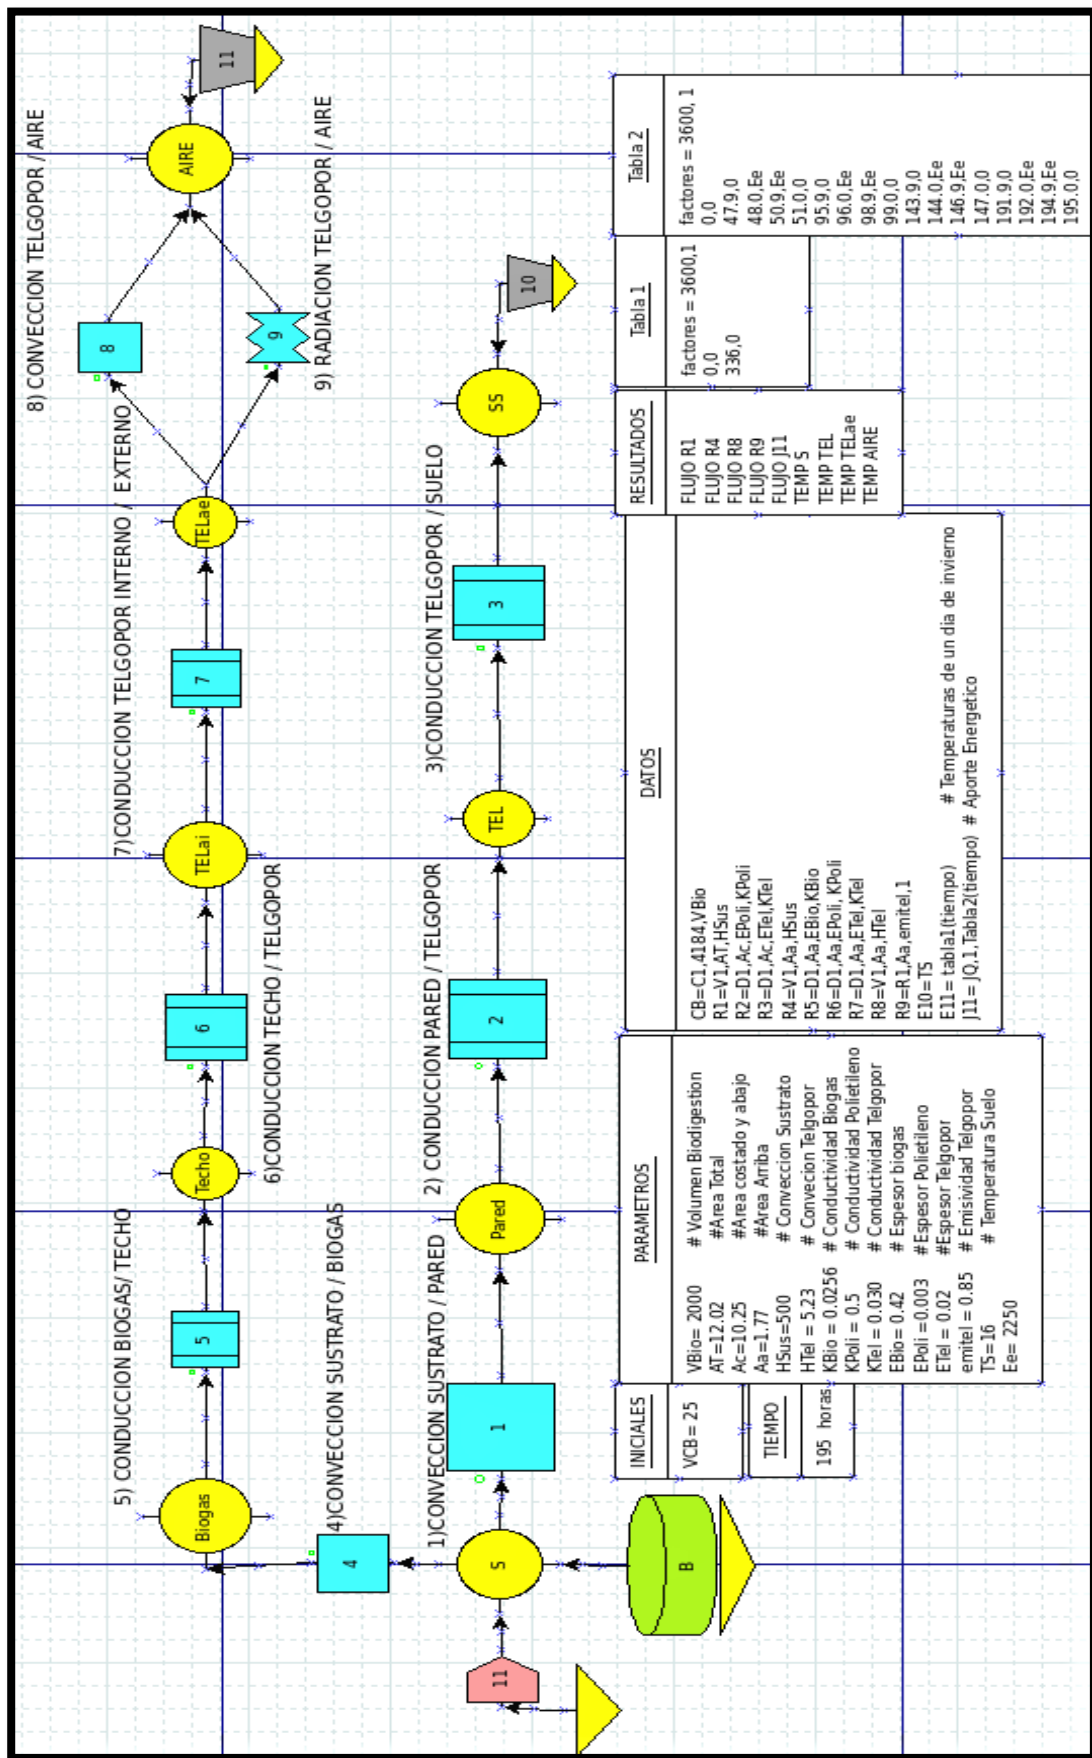 5) CONDUCCION BIOGAS/ TECHO
7)CONDUCCION TELGOPOR INTERNO / EXTERNO
8) CONVECCION TELGOPOR / AIRE
Biogas
5
Techo
6
TELai
7
TELae
8
9
AIRE
11
6)CONDUCCION TECHO / TELGOPOR
9) RADIACION TELGOPOR / AIRE
4)CONVECCION SUSTRATO / BIOGAS
4
1)CONVECCION SUSTRATO / PARED
2) CONDUCCION PARED / TELGOPOR
3)CONDUCCION TELGOPOR / SUELO
11
S
1
Pared
2
TEL
3
SS
10
B
INICIALES
VCB= 25
TIEMPO
195 horas
PARAMETROS
VBio= 2000 # Volumen Biodigestion
AT=12.02 #Area Total
Ac=10.25 #Area costado y abajo
Aa=1.77 #Area Arriba
HSus=500 # Conveccion Sustrato
HTel = 5.23 # Convecion Telgopor
KBio = 0.0256 # Conductividad Biogas
KPoli = 0.5 # Conductividad Polietileno
KTel = 0.030 # Conductividad Telgopor
EBio= 0.42 # Espesor biogas
EPoli =0.003 #Espesor Polietileno
ETel = 0.02 #Espesor Telgopor
emitel = 0.85 # Emisividad Telgopor
TS=16 # Temperatura Suelo
Ee= 2250
DATOS
CB=C1,4184,VBio
R1=V1,AT,HSus
R2=D1,Ac,EPoli,KPoli
R3=D1,Ac,ETel,KTel
R4=V1,Aa,HSus
R5=D1,Aa,EBio,KBio
R6=D1,Aa,EPoli, KPoli
R7=D1,Aa,ETel,KTel
R8=V1,Aa,HTel
R9=R1,Aa,emitel,1
E10=TS
E11= tabla1(tiempo) # Temperaturas de un dia de invierno
J11= JQ,1,Tabla2(tiempo) # Aporte Energetico
RESULTADOS
FLUJO R1
FLUJO R4
FLUJO R8
FLUJO R9
FLUJO J11
TEMP S
TEMP TEL
TEMP TELae
TEMP AIRE
Tabla 1
factores = 3600,1
0,0
336,0
Tabla 2
factores = 3600, 1
0,0
47.9,0
48.0,Ee
50.9,Ee
51.0,0
95.9,0
96.0,Ee
98.9,Ee
99.0,0
143.9,0
144.0,Ee
146.9,Ee
147.0,0
191.9,0
192.0,Ee
194.9,Ee
195.0,0